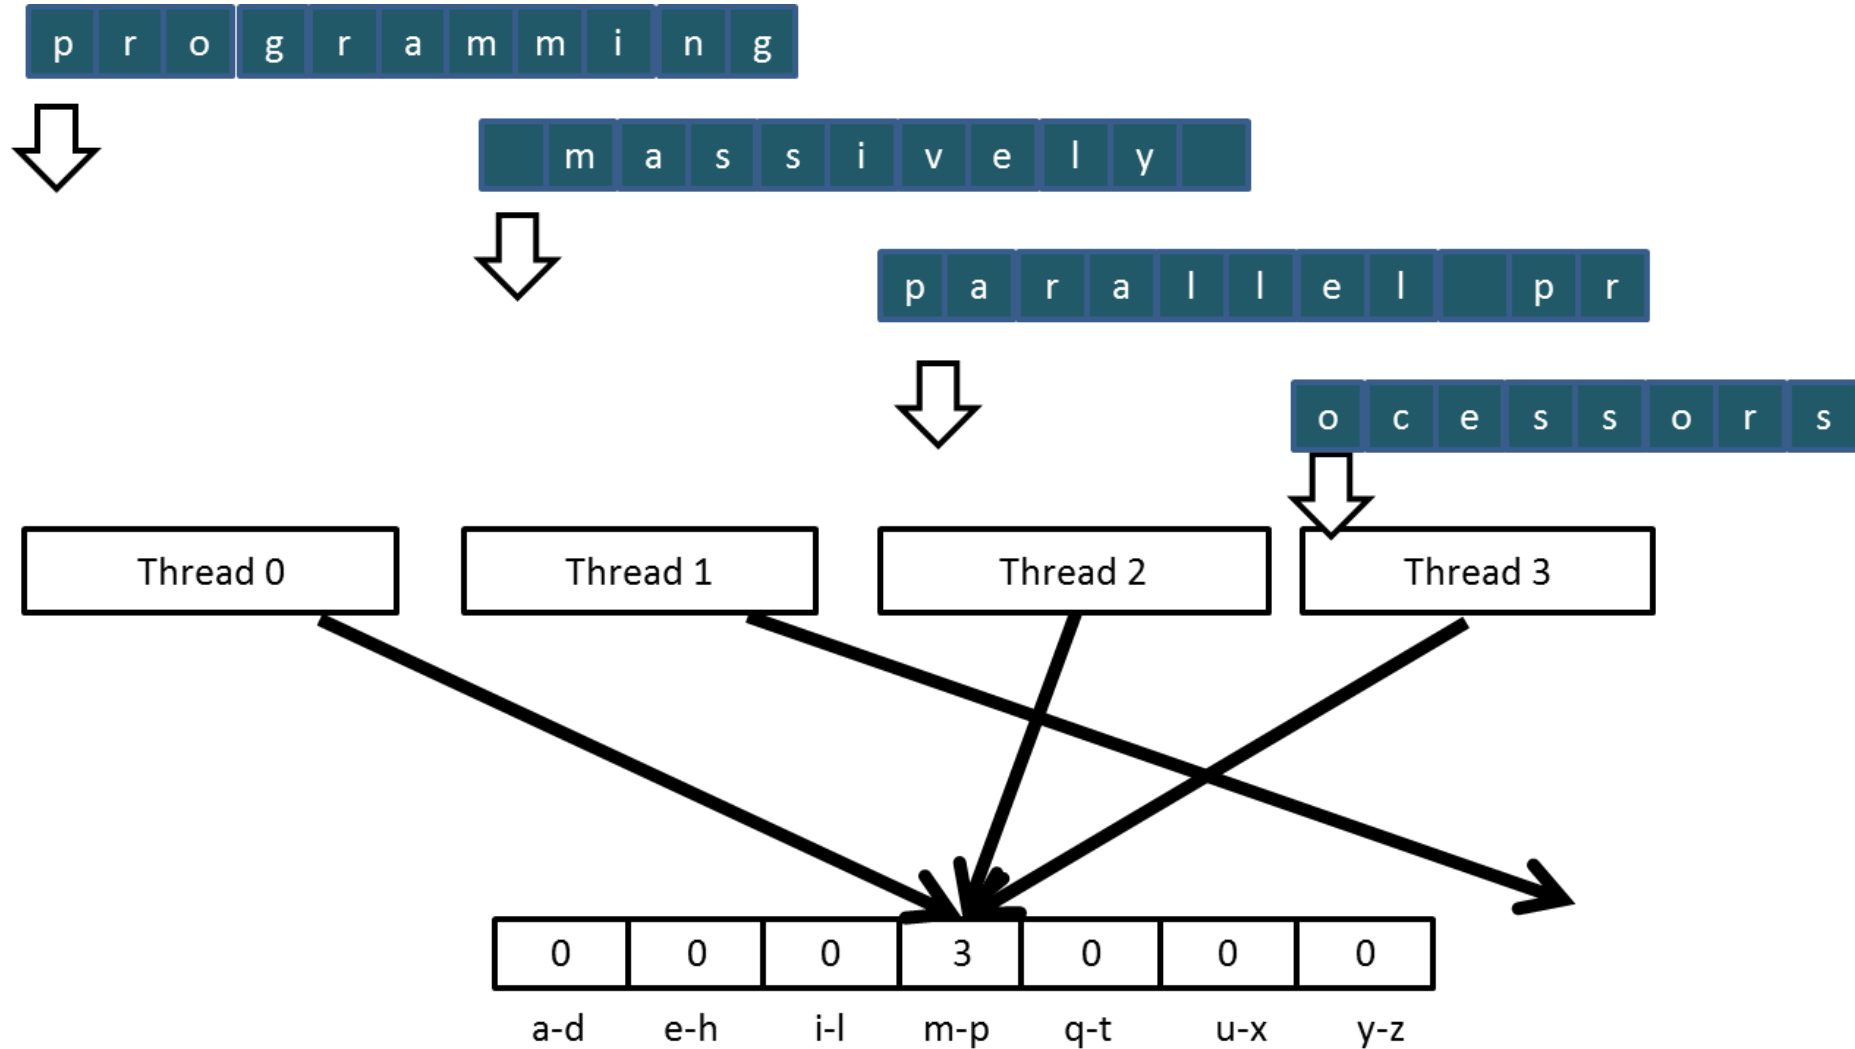 p r o g r a m m i n g
m a s s i v e l y
p a r a l l e l p r
o c e s s o r s
Thread 0 Thread 1 Thread 2 Thread 3
0 0 0 3 0 0 0
a-d e-h i-l m-p q-t u-x y-z